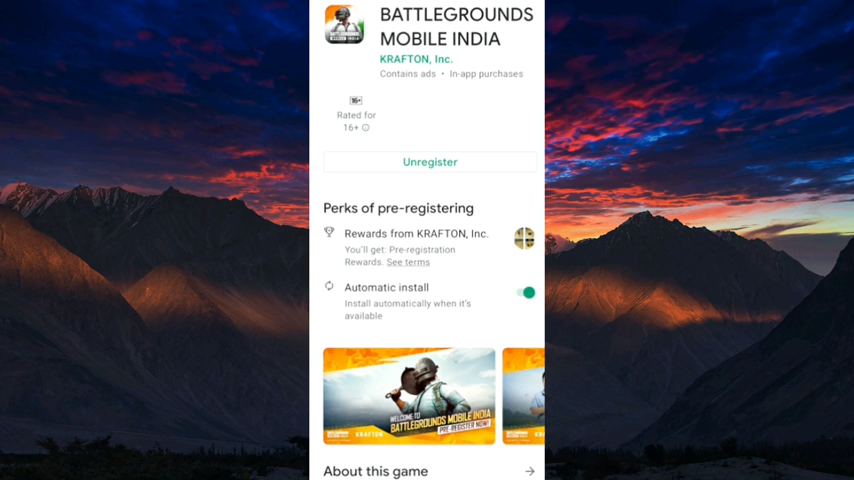 BATTLEGROUNDS
MOBILE INDIA
KRAFTON, Inc.
Contains ads • In-app purchases
16+
Rated for
16+
Unregister
Perks of pre-registering
Rewards from KRAFTON, Inc.
You'll get: Pre-registration
Rewards. See terms
Automatic install
Install automatically when it's
available
WELCOME TO
BATTLEGROUNDS MOBILE INDIA
PRE-REGISTER NOW!
KRAFTON
About this game